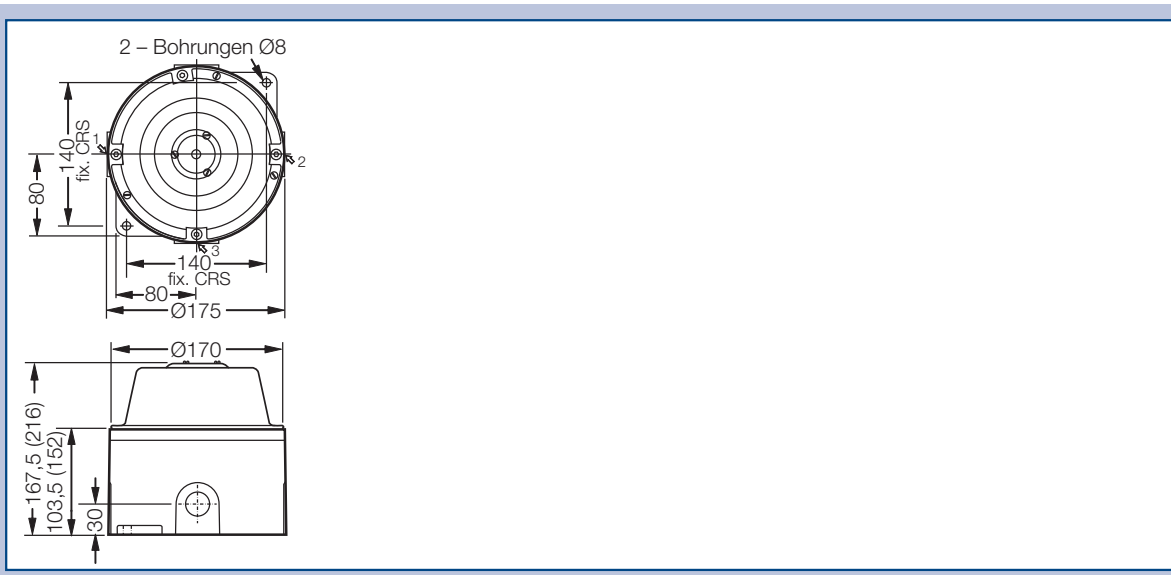 2 – Bohrungen Ø8
140
fix. CRS
80
1
2
3
140
fix. CRS
80
Ø175
Ø170
167,5 (216)
103,5 (152)
30